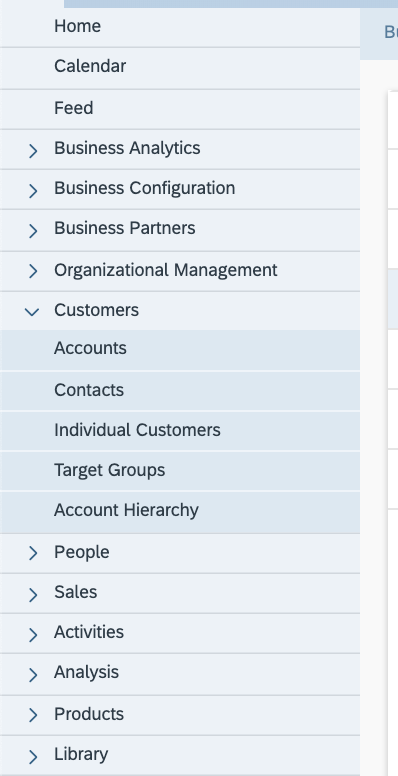 Home
Calendar
Feed
Business Analytics
Business Configuration
Business Partners
Organizational Management
Customers
Accounts
Contacts
Individual Customers
Target Groups
Account Hierarchy
People
Sales
Activities
Analysis
Products
Library